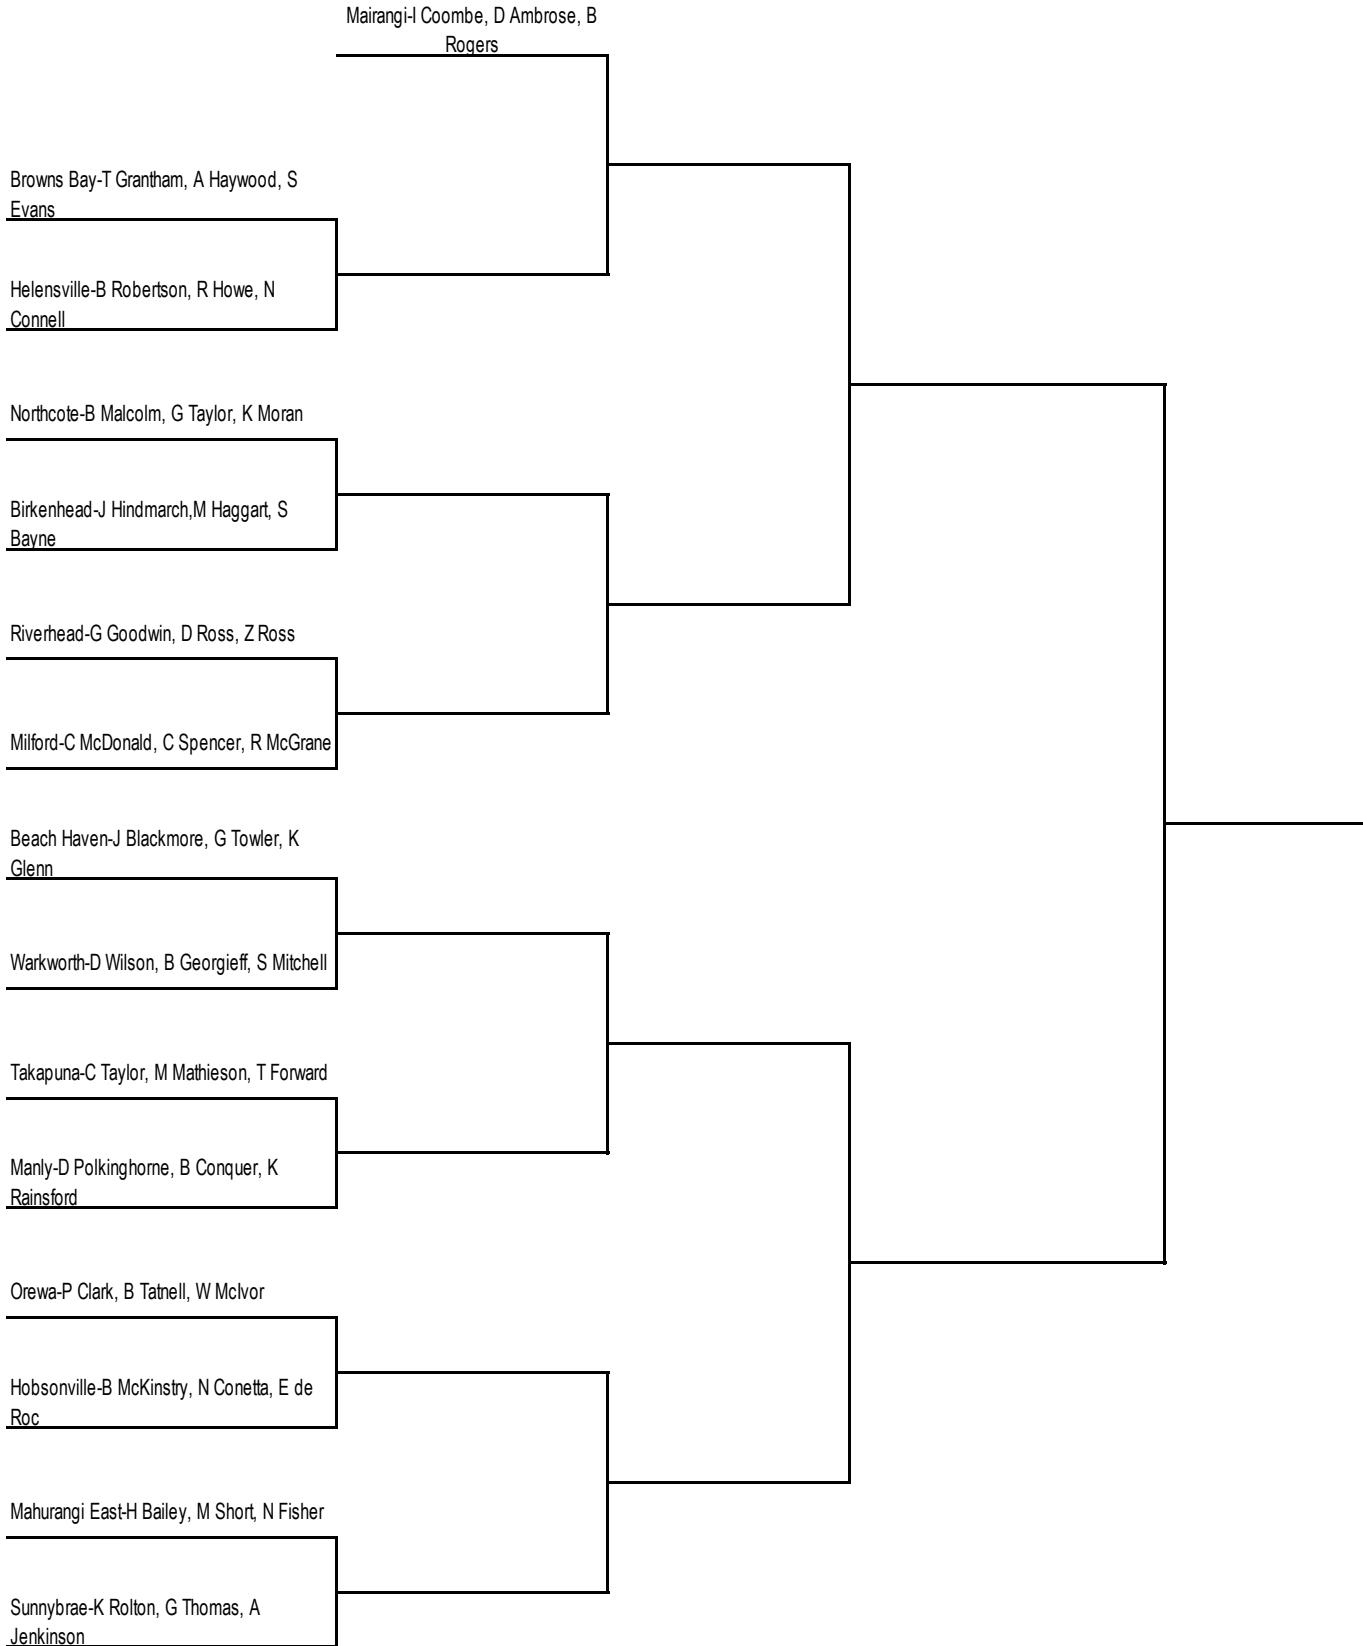 Mairangi-I Coombe, D Ambrose, B
Rogers
Browns Bay-T Grantham, A Haywood, S
Evans
Helensville-B Robertson, R Howe, N
Connell
Northcote-B Malcolm, G Taylor, K Moran
Birkenhead-J Hindmarch,M Haggart, S
Bayne
Riverhead-G Goodwin, D Ross, Z Ross
Milford-C McDonald, C Spencer, R McGrane
Beach Haven-J Blackmore, G Towler, K
Glenn
Warkworth-D Wilson, B Georgieff, S Mitchell
Takapuna-C Taylor, M Mathieson, T Forward
Manly-D Polkinghorne, B Conquer, K
Rainsford
Orewa-P Clark, B Tatnell, W McIvor
Hobsonville-B McKinstry, N Conetta, E de
Roc
Mahurangi East-H Bailey, M Short, N Fisher
Sunnybrae-K Rolton, G Thomas, A
Jenkinson